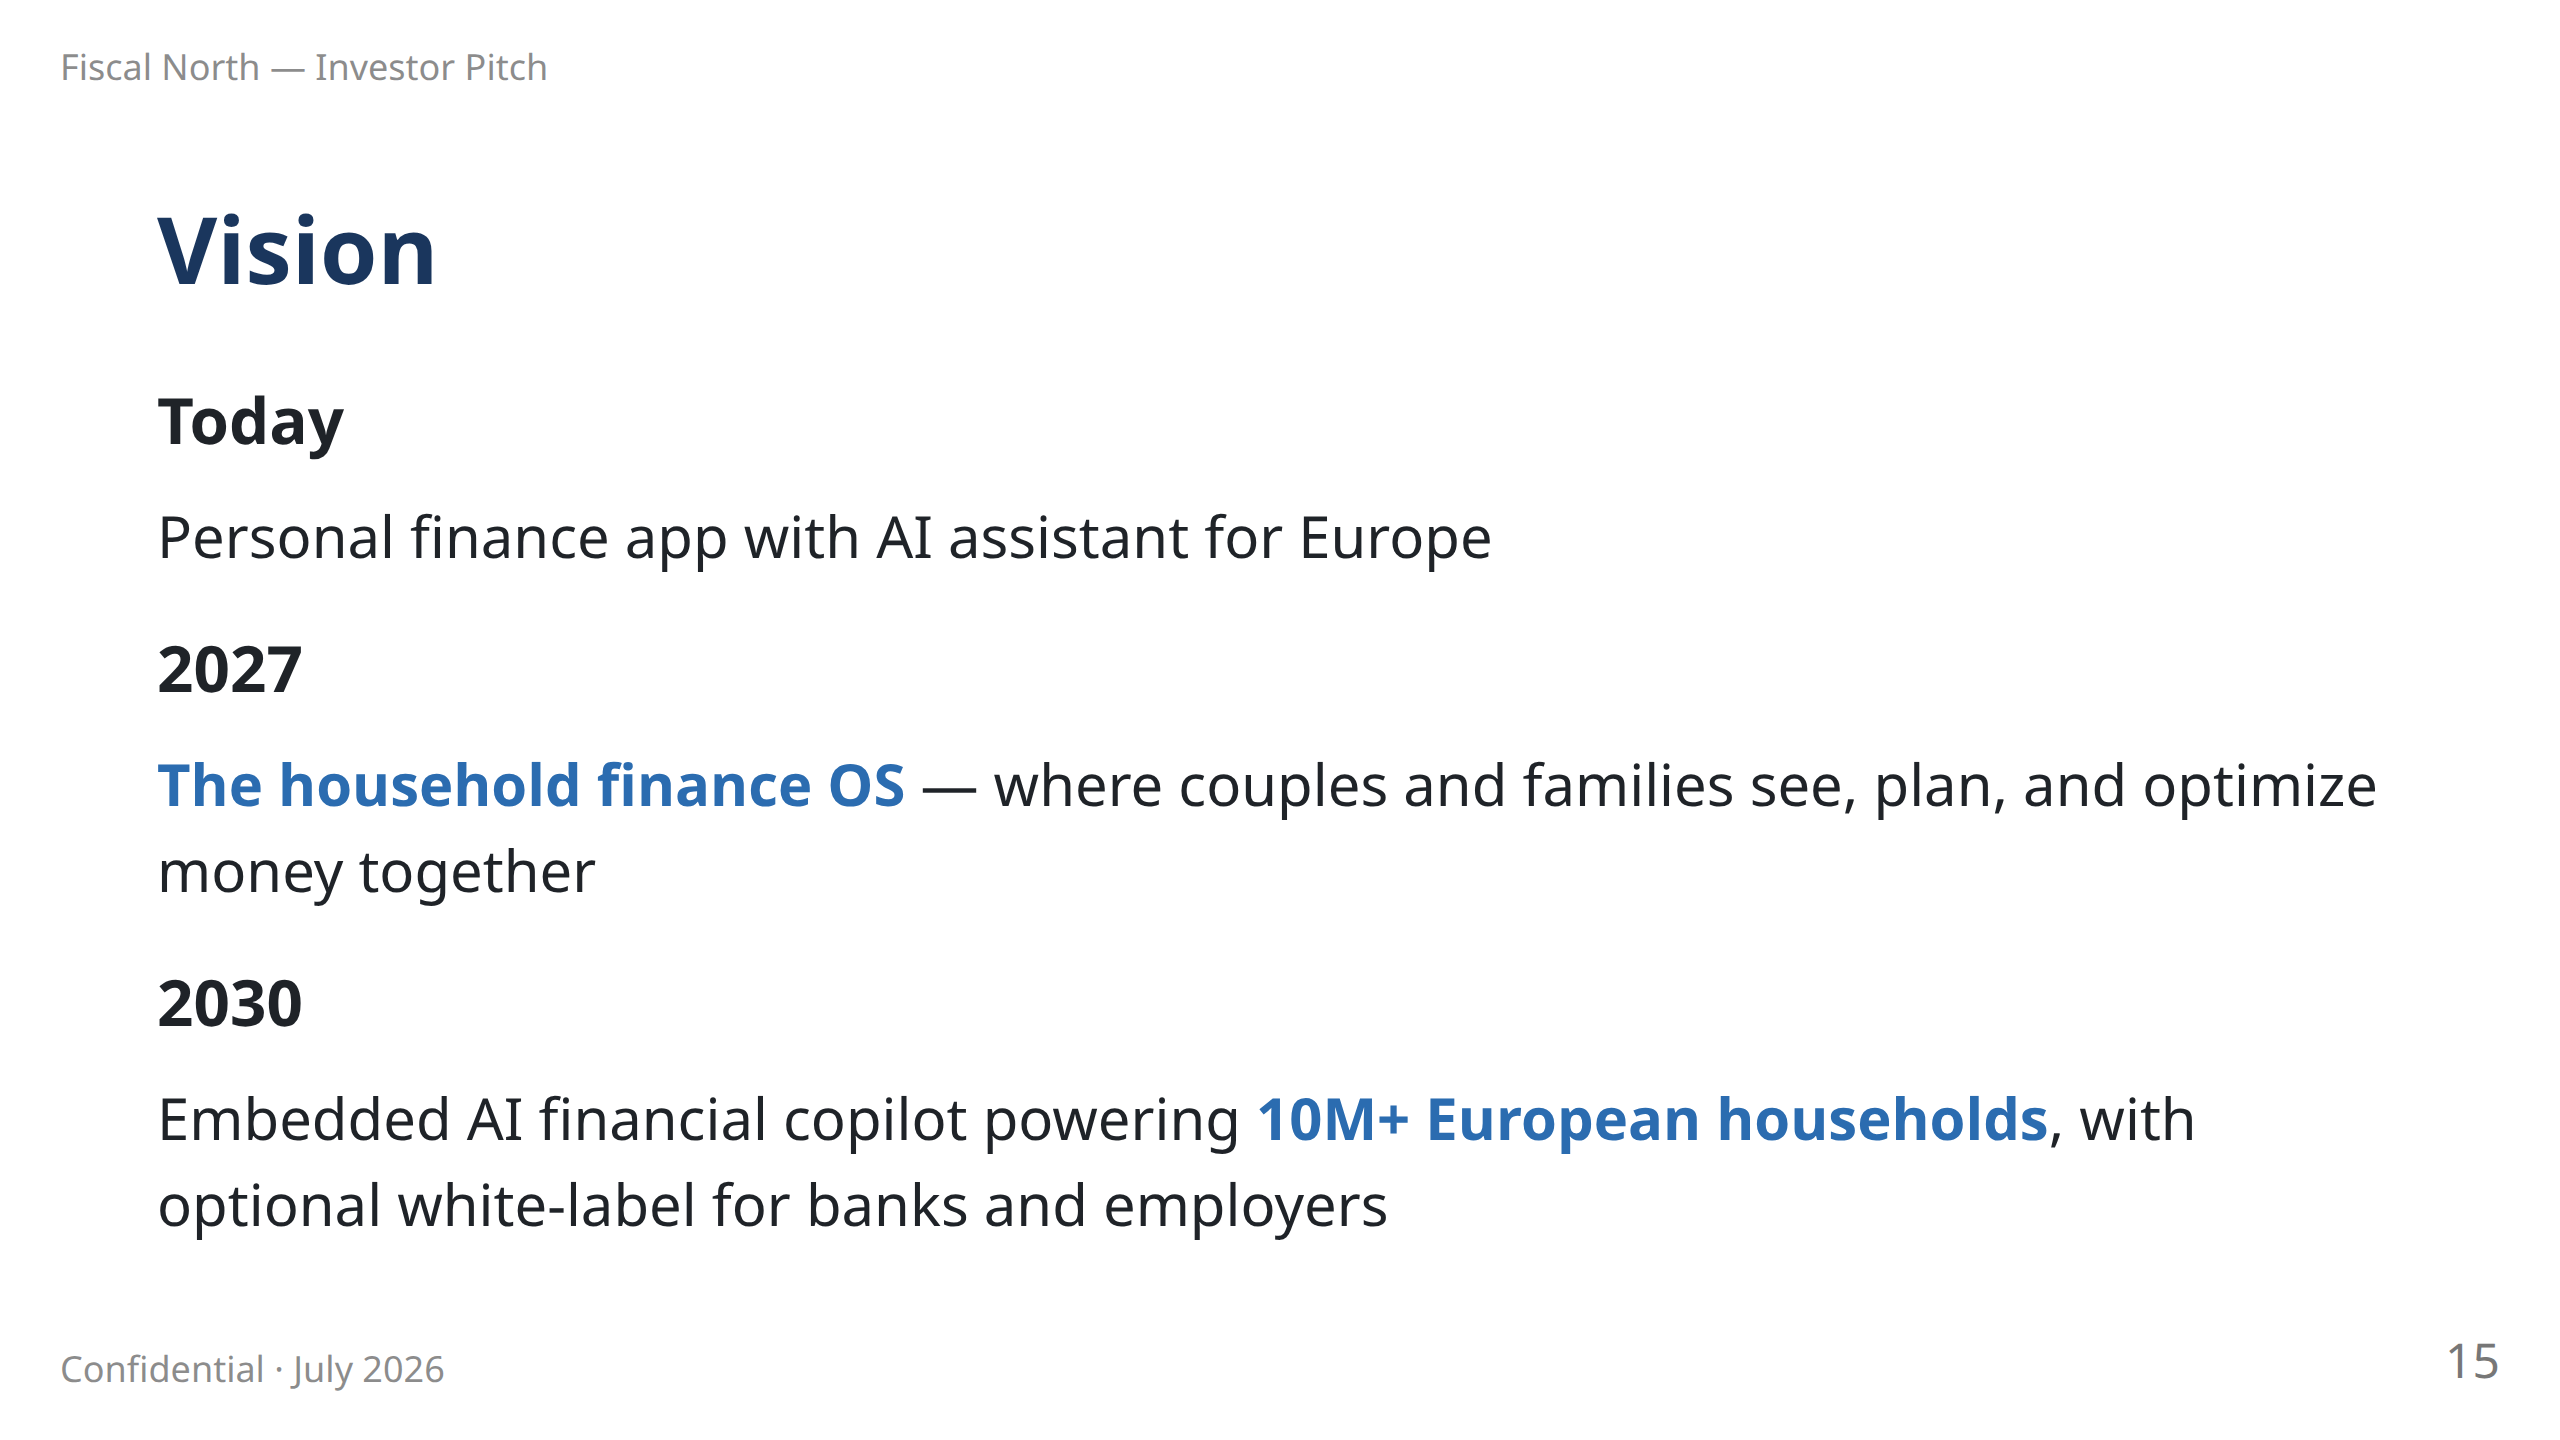 Fiscal North — Investor Pitch
Vision
Today
Personal finance app with AI assistant for Europe
2027
The household finance OS — where couples and families see, plan, and optimize
money together
2030
Embedded AI financial copilot powering 10M+ European households, with
optional white-label for banks and employers
Confidential · July 2026
15